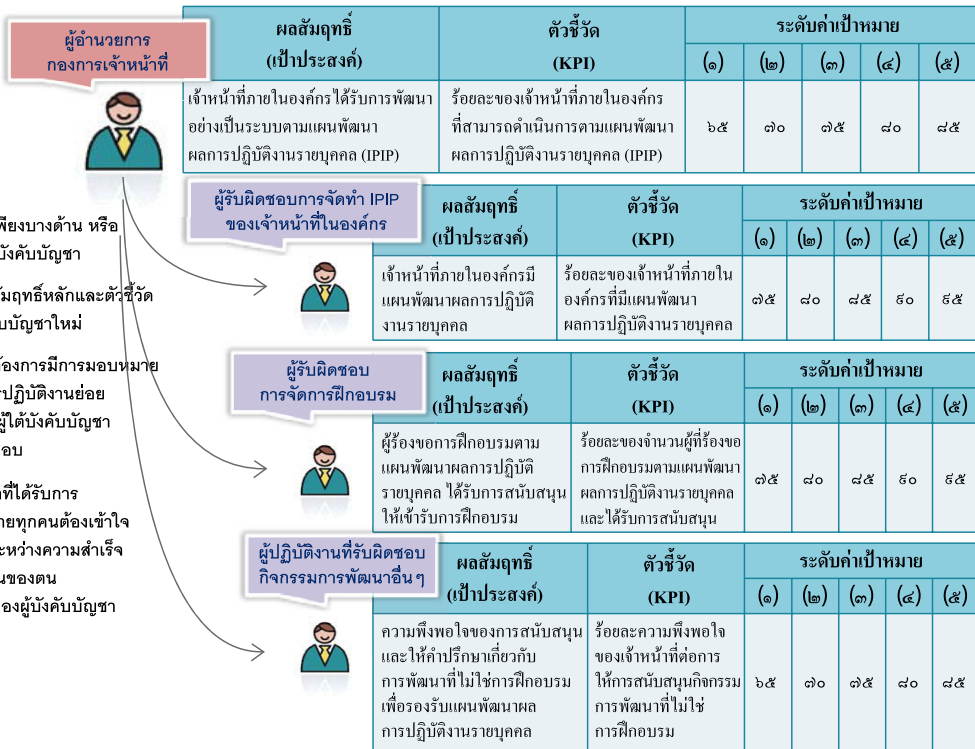 ผู้อำนวยการ
กองการเจ้าหน้าที่
ผลสัมฤทธิ์
(เป้าประสงค์)
ตัวชี้วัด
(KPI)
ระดับค่าเป้าหมาย
(๑) (๒) (๓) (๔) (๕)
เจ้าหน้าที่ภายในองค์กรได้รับการพัฒนา
อย่างเป็นระบบตามแผนพัฒนา
ผลการปฏิบัติงานรายบุคคล (IPIP)
ร้อยละของเจ้าหน้าที่ภายในองค์กร
ที่สามารถดำเนินการตามแผนพัฒนา
ผลการปฏิบัติงานรายบุคคล (IPIP)
๖๕ ๗๐ ๗๕ ๘๐ ๘๕
พียงบางด้าน หรือ
บังคับบัญชา
สัมฤทธิ์หลักและตัวชี้วัด
บบัญชาใหม่
้องการมีการมอบหมาย
รปฏิบัติงานย่อย
ผู้ใต้บังคับบัญชา
อบ
ที่ได้รับการ
ายทุกคนต้องเข้าใจ
ะหว่างความสำเร็จ
นของตน
องผู้บังคับบัญชา
ผู้รับผิดชอบการจัดทำ IPIP
ของเจ้าหน้าที่ในองค์กร
ผลสัมฤทธิ์
(เป้าประสงค์)
ตัวชี้วัด
(KPI)
ระดับค่าเป้าหมาย
(๑) (๒) (๓) (๔) (๕)
เจ้าหน้าที่ภายในองค์กรมี
แผนพัฒนาผลการปฏิบัติ
งานรายบุคคล
ร้อยละของเจ้าหน้าที่ภายใน
องค์กรที่มีแผนพัฒนา
ผลการปฏิบัติงานรายบุคคล
๗๕ ๘๐ ๘๕ ๙๐ ๙๕
ผู้รับผิดชอบ
การจัดการฝึกอบรม
ผลสัมฤทธิ์
(เป้าประสงค์)
ตัวชี้วัด
(KPI)
ระดับค่าเป้าหมาย
(๑) (๒) (๓) (๔) (๕)
ผู้ร้องขอการฝึกอบรมตาม
แผนพัฒนาผลการปฏิบัติ
รายบุคคล ได้รับการสนับสนุน
ให้เข้ารับการฝึกอบรม
ร้อยละของจำนวนผู้ที่ร้องขอ
การฝึกอบรมตามแผนพัฒนา
ผลการปฏิบัติงานรายบุคคล
และได้รับการสนับสนุน
๗๕ ๘๐ ๘๕ ๙๐ ๙๕
ผู้ปฏิบัติงานที่รับผิดชอบ
กิจกรรมการพัฒนาอื่นๆ
ผลสัมฤทธิ์
(เป้าประสงค์)
ตัวชี้วัด
(KPI)
ระดับค่าเป้าหมาย
(๑) (๒) (๓) (๔) (๕)
ความพึงพอใจของการสนับสนุน
และให้คำปรึกษาเกี่ยวกับ
การพัฒนาที่ไม่ใช่การฝึกอบรม
เพื่อรองรับแผนพัฒนาผล
การปฏิบัติงานรายบุคคล
ร้อยละความพึงพอใจ
ของเจ้าหน้าที่ต่อการ
ให้การสนับสนุนกิจกรรม
การพัฒนาที่ไม่ใช่
การฝึกอบรม
๖๕ ๗๐ ๗๕ ๘๐ ๘๕